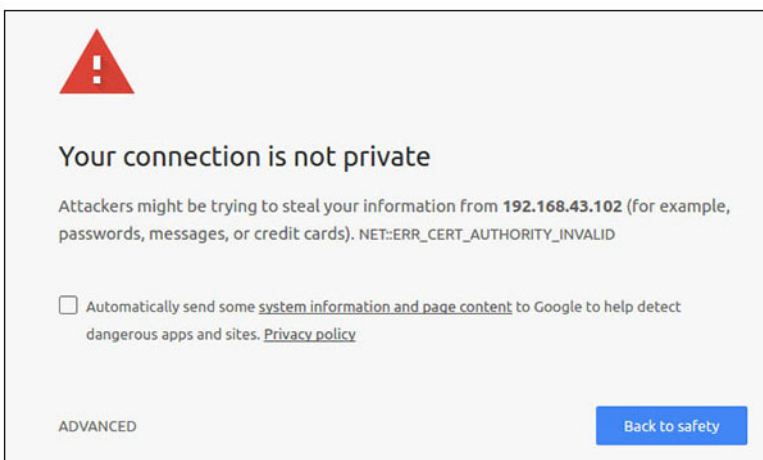 Your connection is not private
Attackers might be trying to steal your information from 192.168.43.102 (for example,
passwords, messages, or credit cards). NET::ERR_CERT_AUTHORITY_INVALID
Automatically send some system information and page content to Google to help detect
dangerous apps and sites. Privacy policy
ADVANCED
Back to safety